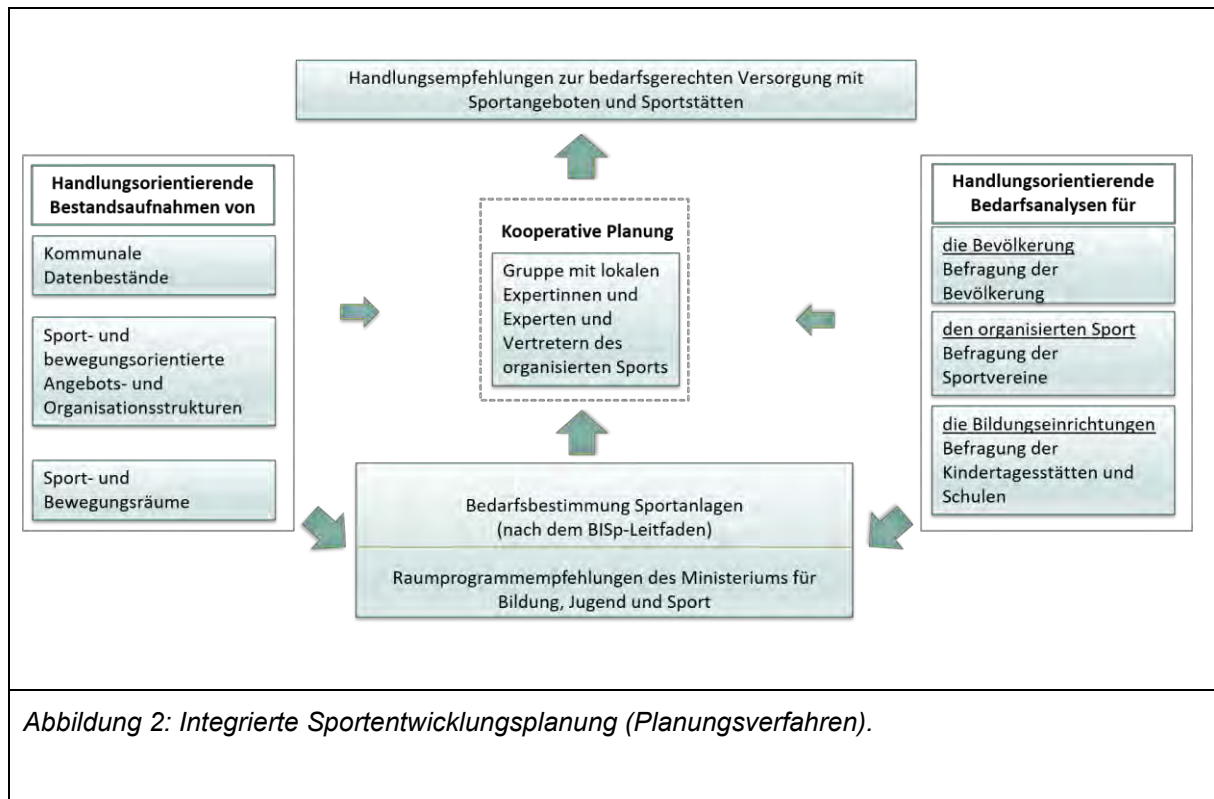 Handlungsempfehlungen zur bedarfsgerechten Versorgung mit
Sportangeboten und Sportstätten
Handlungsorientierende
Bestandsaufnahmen von
Kommunale
Datenbestände
Sport- und
bewegungsorientierte
Angebots- und
Organisationsstrukturen
Sport- und
Bewegungsräume
Kooperative Planung
Gruppe mit lokalen
Expertinnen und
Experten und
Vertretern des
organisierten Sports
Handlungsorientierende
Bedarfsanalysen für
die Bevölkerung
Befragung der
Bevölkerung
den organisierten Sport
Befragung der
Sportvereine
die Bildungseinrichtungen
Befragung der
Kindertagesstätten und
Schulen
Bedarfsbestimmung Sportanlagen
(nach dem BISp-Leitfaden)
Raumprogrammempfehlungen des Ministeriums für
Bildung, Jugend und Sport
Abbildung 2: Integrierte Sportentwicklungsplanung (Planungsverfahren).